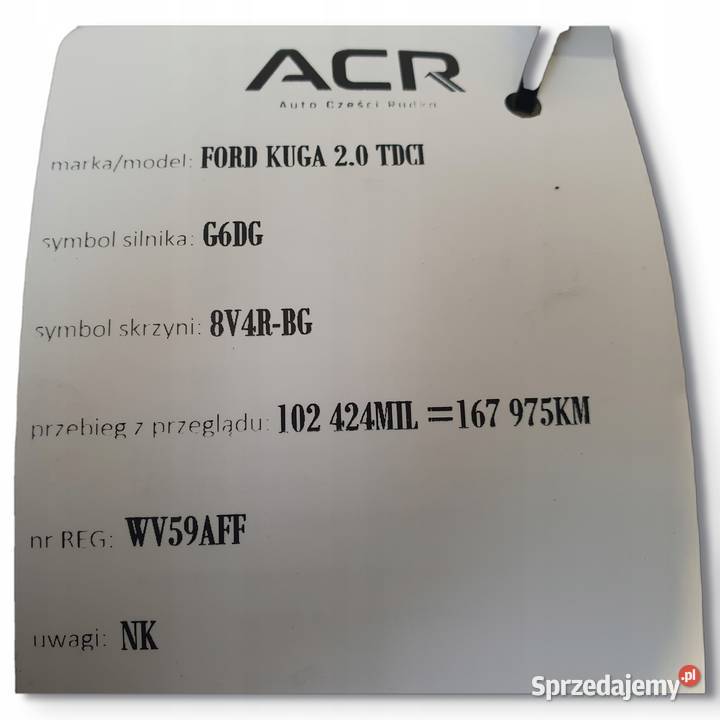 ACR
Auto Części Rudka
marka/model: FORD KUGA 2.0 TDCI
symbol silnika: G6DG
symbol skrzyni: 8V4R-BG
przebieg z przeglądu: 102 424MIL =167 975KM
nr REG: WV59AFF
uwagi: NK
Sprzedajemy.pl